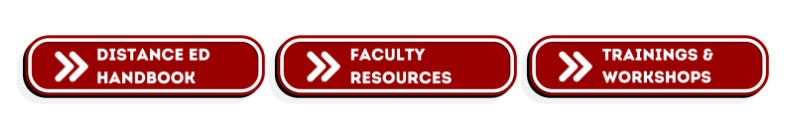 DISTANCE ED
HANDBOOK
FACULTY
RESOURCES
TRAININGS &
WORKSHOPS